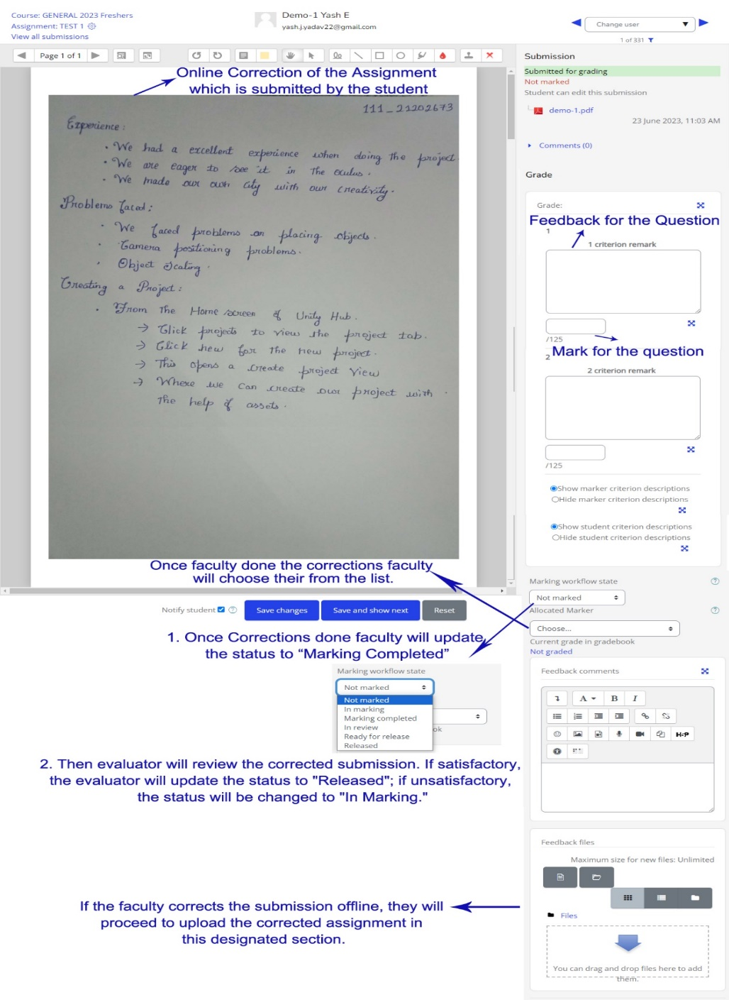 Course: GENERAL 2023 Freshers
Assignment: TEST 1
View all submissions
Demo-1 Yash E
yash.j.yadav22@gmail.com
Change user
1 of 331
Page 1 of 1
Online Correction of the Assignment
which is submitted by the student
111_21202673
Experience:
• We had a excellent experience when doing the project
• We are eager to see it in the oculus.
• We made our own city with our creativity.
Problems faced:
• We faced problems on placing objects.
• Camera positioning problems.
• Object Scaling.
Creating a Project:
• From the Home screen of Unity Hub.
→ Click projects to view the project tab.
→ Click new for the new project.
→ This opens a create project view
→ Where we can create our project with
the help of assets.
Submission
Submitted for grading
Not marked
Student can edit this submission
demo-1.pdf
23 June 2023, 11:03 AM
Comments (0)
Grade
Grade:
Feedback for the Question
1
1 criterion remark
/125
Mark for the question
2
2 criterion remark
/125
Show marker criterion descriptions
Hide marker criterion descriptions
Show student criterion descriptions
Hide student criterion descriptions
Once faculty done the corrections faculty
will choose their from the list.
Marking workflow state
Not marked
Allocated Marker
Choose...
Current grade in gradebook
Not graded
Notify student
Save changes
Save and show next
Reset
1. Once Corrections done faculty will update
the status to “Marking Completed”
Marking workflow state
Not marked
Not marked
In marking
Marking completed
In review
Ready for release
Released
ok
2. Then evaluator will review the corrected submission. If satisfactory,
the evaluator will update the status to "Released"; if unsatisfactory,
the status will be changed to "In Marking."
Feedback comments
A
B
I
H-P
Feedback files
Maximum size for new files: Unlimited
Files
You can drag and drop files here to add
them.
If the faculty corrects the submission offline, they will
proceed to upload the corrected assignment in
this designated section.